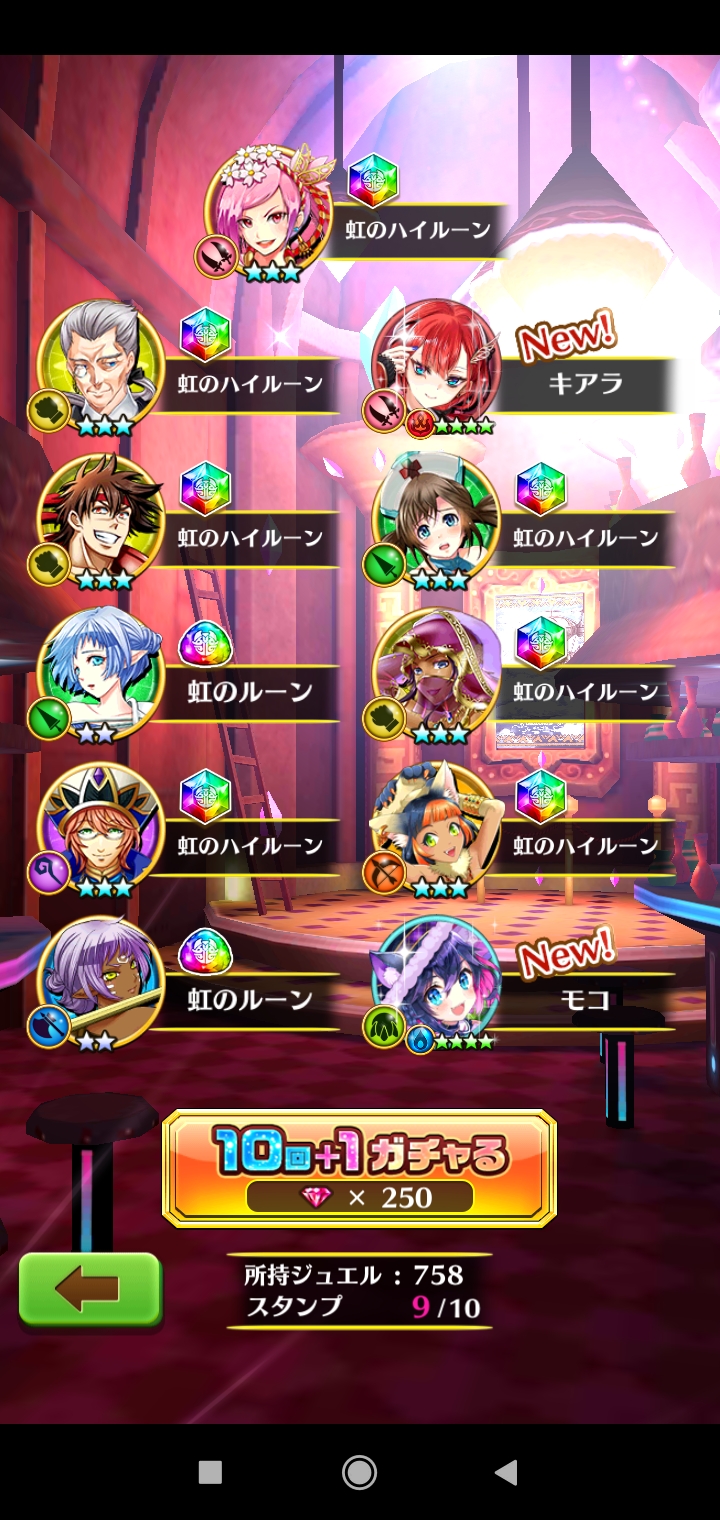 虹のハイルーン
虹のハイルーン
New!
キアラ
虹のハイルーン
虹のハイルーン
虹のルーン
虹のハイルーン
虹のハイルーン
虹のハイルーン
虹のルーン
New!
モコ
10回+1ガチャる
× 250
所持ジュエル : 758
スタンプ 9/10